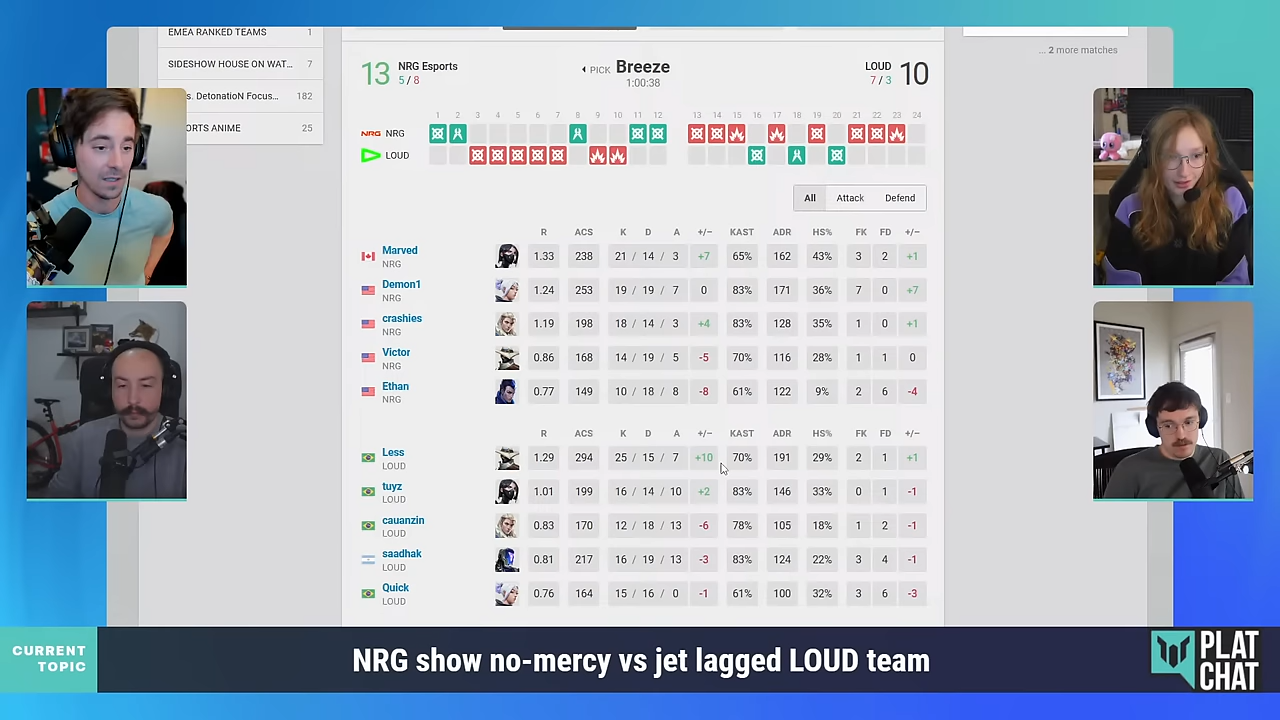 EMEA RANKED TEAMS 1
SIDESHOW HOUSE ON WAT... 7
s. DetonatioN Focus... 182
ORTS ANIME 25
... 2 more matches
13 NRG Esports PICK Breeze LOUD 10
5 / 8 1:00:38 7 / 3
1 2 3 4 5 6 7 8 9 10 11 12 13 14 15 16 17 18 19 20 21 22 23 24
NRG NRG
LOUD
All Attack Defend
R ACS K D A +/– KAST ADR HS% FK FD +/–
Marved 1.33 238 21 / 14 / 3 +7 65% 162 43% 3 2 +1
NRG
Demon1 1.24 253 19 / 19 / 7 0 83% 171 36% 7 0 +7
NRG
crashies 1.19 198 18 / 14 / 3 +4 83% 128 35% 1 0 +1
NRG
Victor 0.86 168 14 / 19 / 5 -5 70% 116 28% 1 1 0
NRG
Ethan 0.77 149 10 / 18 / 8 -8 61% 122 9% 2 6 -4
NRG
R ACS K D A +/– KAST ADR HS% FK FD +/–
Less 1.29 294 25 / 15 / 7 +10 70% 191 29% 2 1 +1
LOUD
tuyz 1.01 199 16 / 14 / 10 +2 83% 146 33% 0 1 -1
LOUD
cauanzin 0.83 170 12 / 18 / 13 -6 78% 105 18% 1 2 -1
LOUD
saadhak 0.81 217 16 / 19 / 13 -3 83% 124 22% 3 4 -1
LOUD
Quick 0.76 164 15 / 16 / 0 -1 61% 100 32% 3 6 -3
LOUD
CURRENT
TOPIC
NRG show no-mercy vs jet lagged LOUD team
PLAT
CHAT